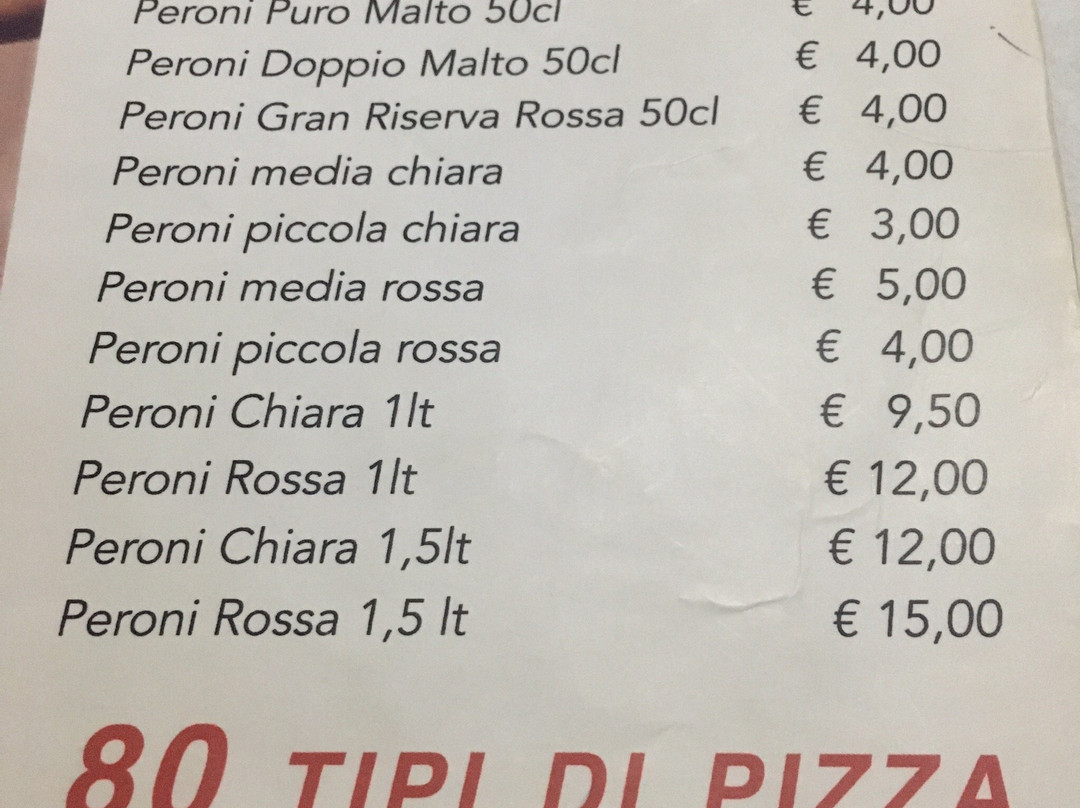 Peroni Puro Malto 50cl € 4,00
Peroni Doppio Malto 50cl € 4,00
Peroni Gran Riserva Rossa 50cl € 4,00
Peroni media chiara € 4,00
Peroni piccola chiara € 3,00
Peroni media rossa € 5,00
Peroni piccola rossa € 4,00
Peroni Chiara 1lt € 9,50
Peroni Rossa 1lt € 12,00
Peroni Chiara 1,5lt € 12,00
Peroni Rossa 1,5 lt € 15,00
80 TIPI DI PIZZA